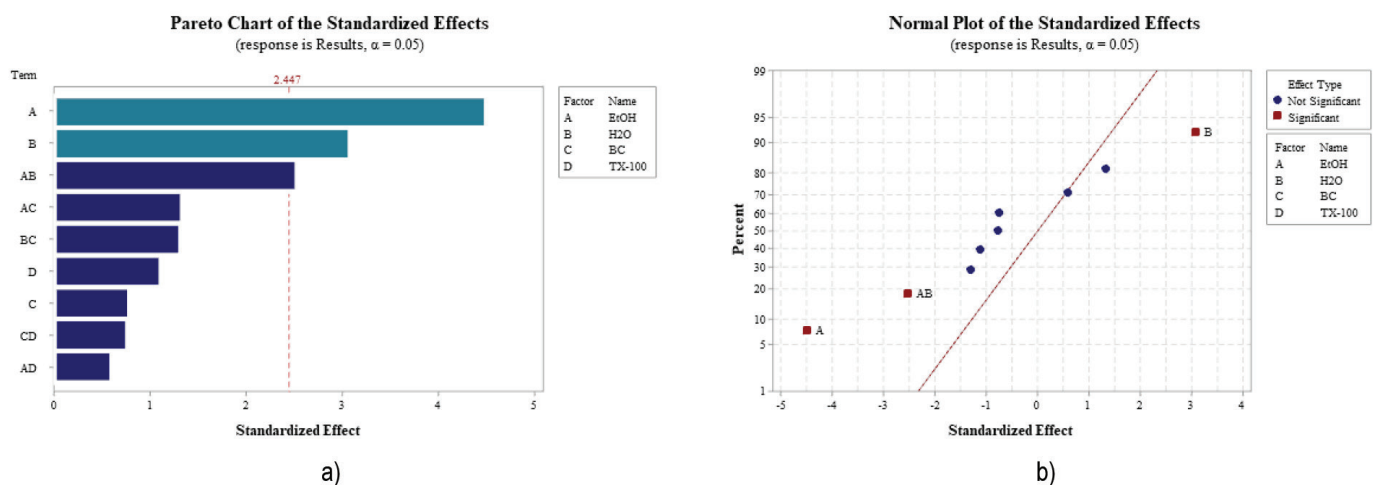 Pareto Chart of the Standardized Effects
(response is Results, α = 0.05)
Term
2.447
A
B
AB
AC
BC
D
C
CD
AD
0 1 2 3 4 5
Standardized Effect
Factor Name
A EtOH
B H2O
C BC
D TX-100
a)
Normal Plot of the Standardized Effects
(response is Results, α = 0.05)
Percent
99
95
90
80
70
60
50
40
30
20
10
5
1
B
AB
A
-5 -4 -3 -2 -1 0 1 2 3 4
Standardized Effect
Effect Type
Not Significant
Significant
Factor Name
A EtOH
B H2O
C BC
D TX-100
b)